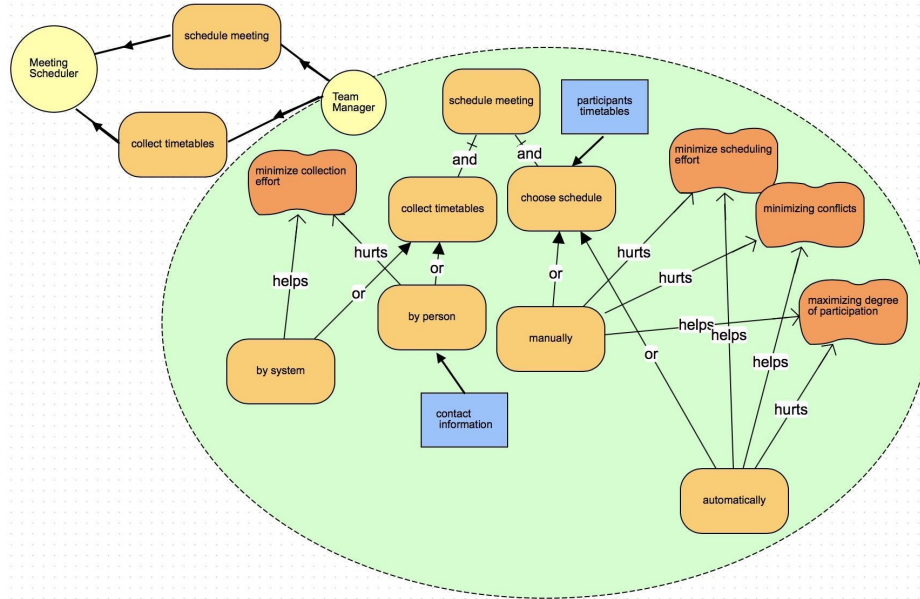 schedule meeting
Meeting
Scheduler
Team
Manager
collect timetables
schedule meeting
participants
timetables
and
and
minimize collection
effort
minimize scheduling
effort
collect timetables
choose schedule
minimizing conflicts
helps
or
hurts
or
or
hurts
hurts
maximizing degree
of participation
by person
by system
manually
helps
helps
or
helps
hurts
contact
information
automatically